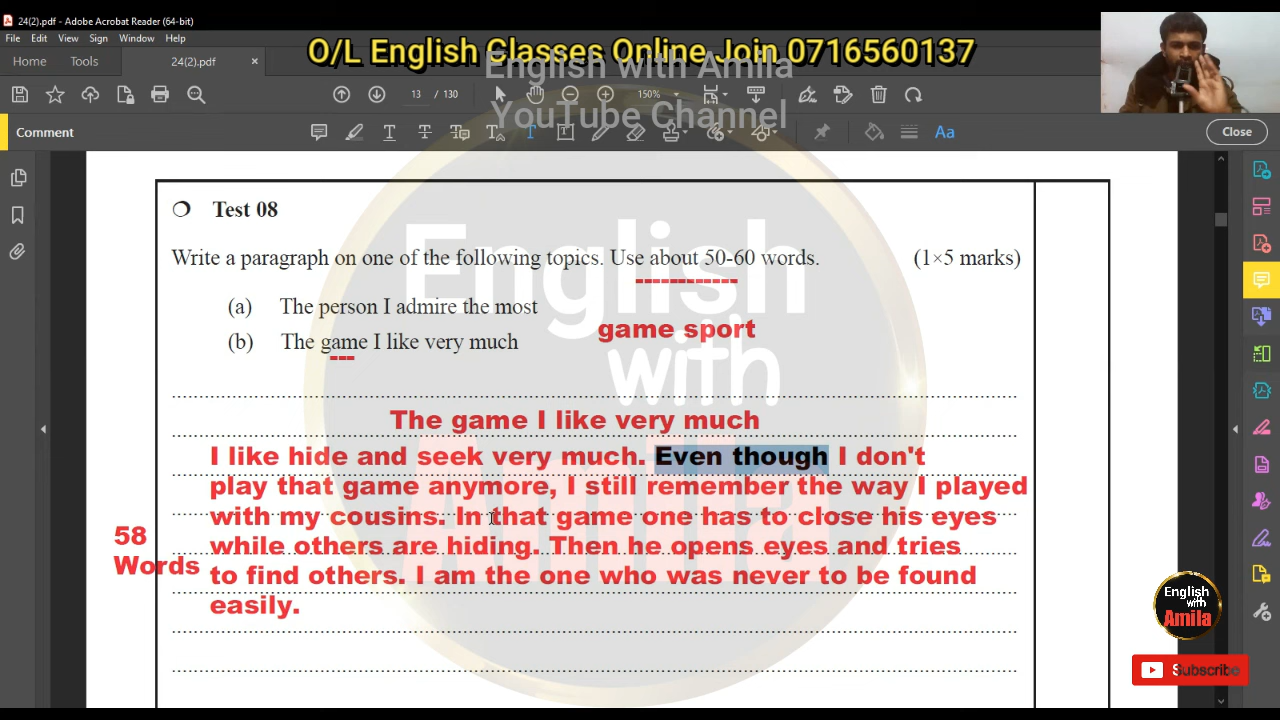 24(2).pdf - Adobe Acrobat Reader (64-bit)
File Edit View Sign Window Help
O/L English Classes Online Join 0716560137
English with Amila
YouTube Channel
Home Tools 24(2).pdf ×
13 / 130 150%
Comment
Aa
Close
Test 08
Write a paragraph on one of the following topics. Use about 50-60 words. (1×5 marks)
(a) The person I admire the most
game sport
(b) The game I like very much
English
with
Amila
The game I like very much
I like hide and seek very much. Even though I don't
play that game anymore, I still remember the way I played
with my cousins. In that game one has to close his eyes
while others are hiding. Then he opens eyes and tries
to find others. I am the one who was never to be found
easily.
58
Words
English
with
Amila
Subscribe